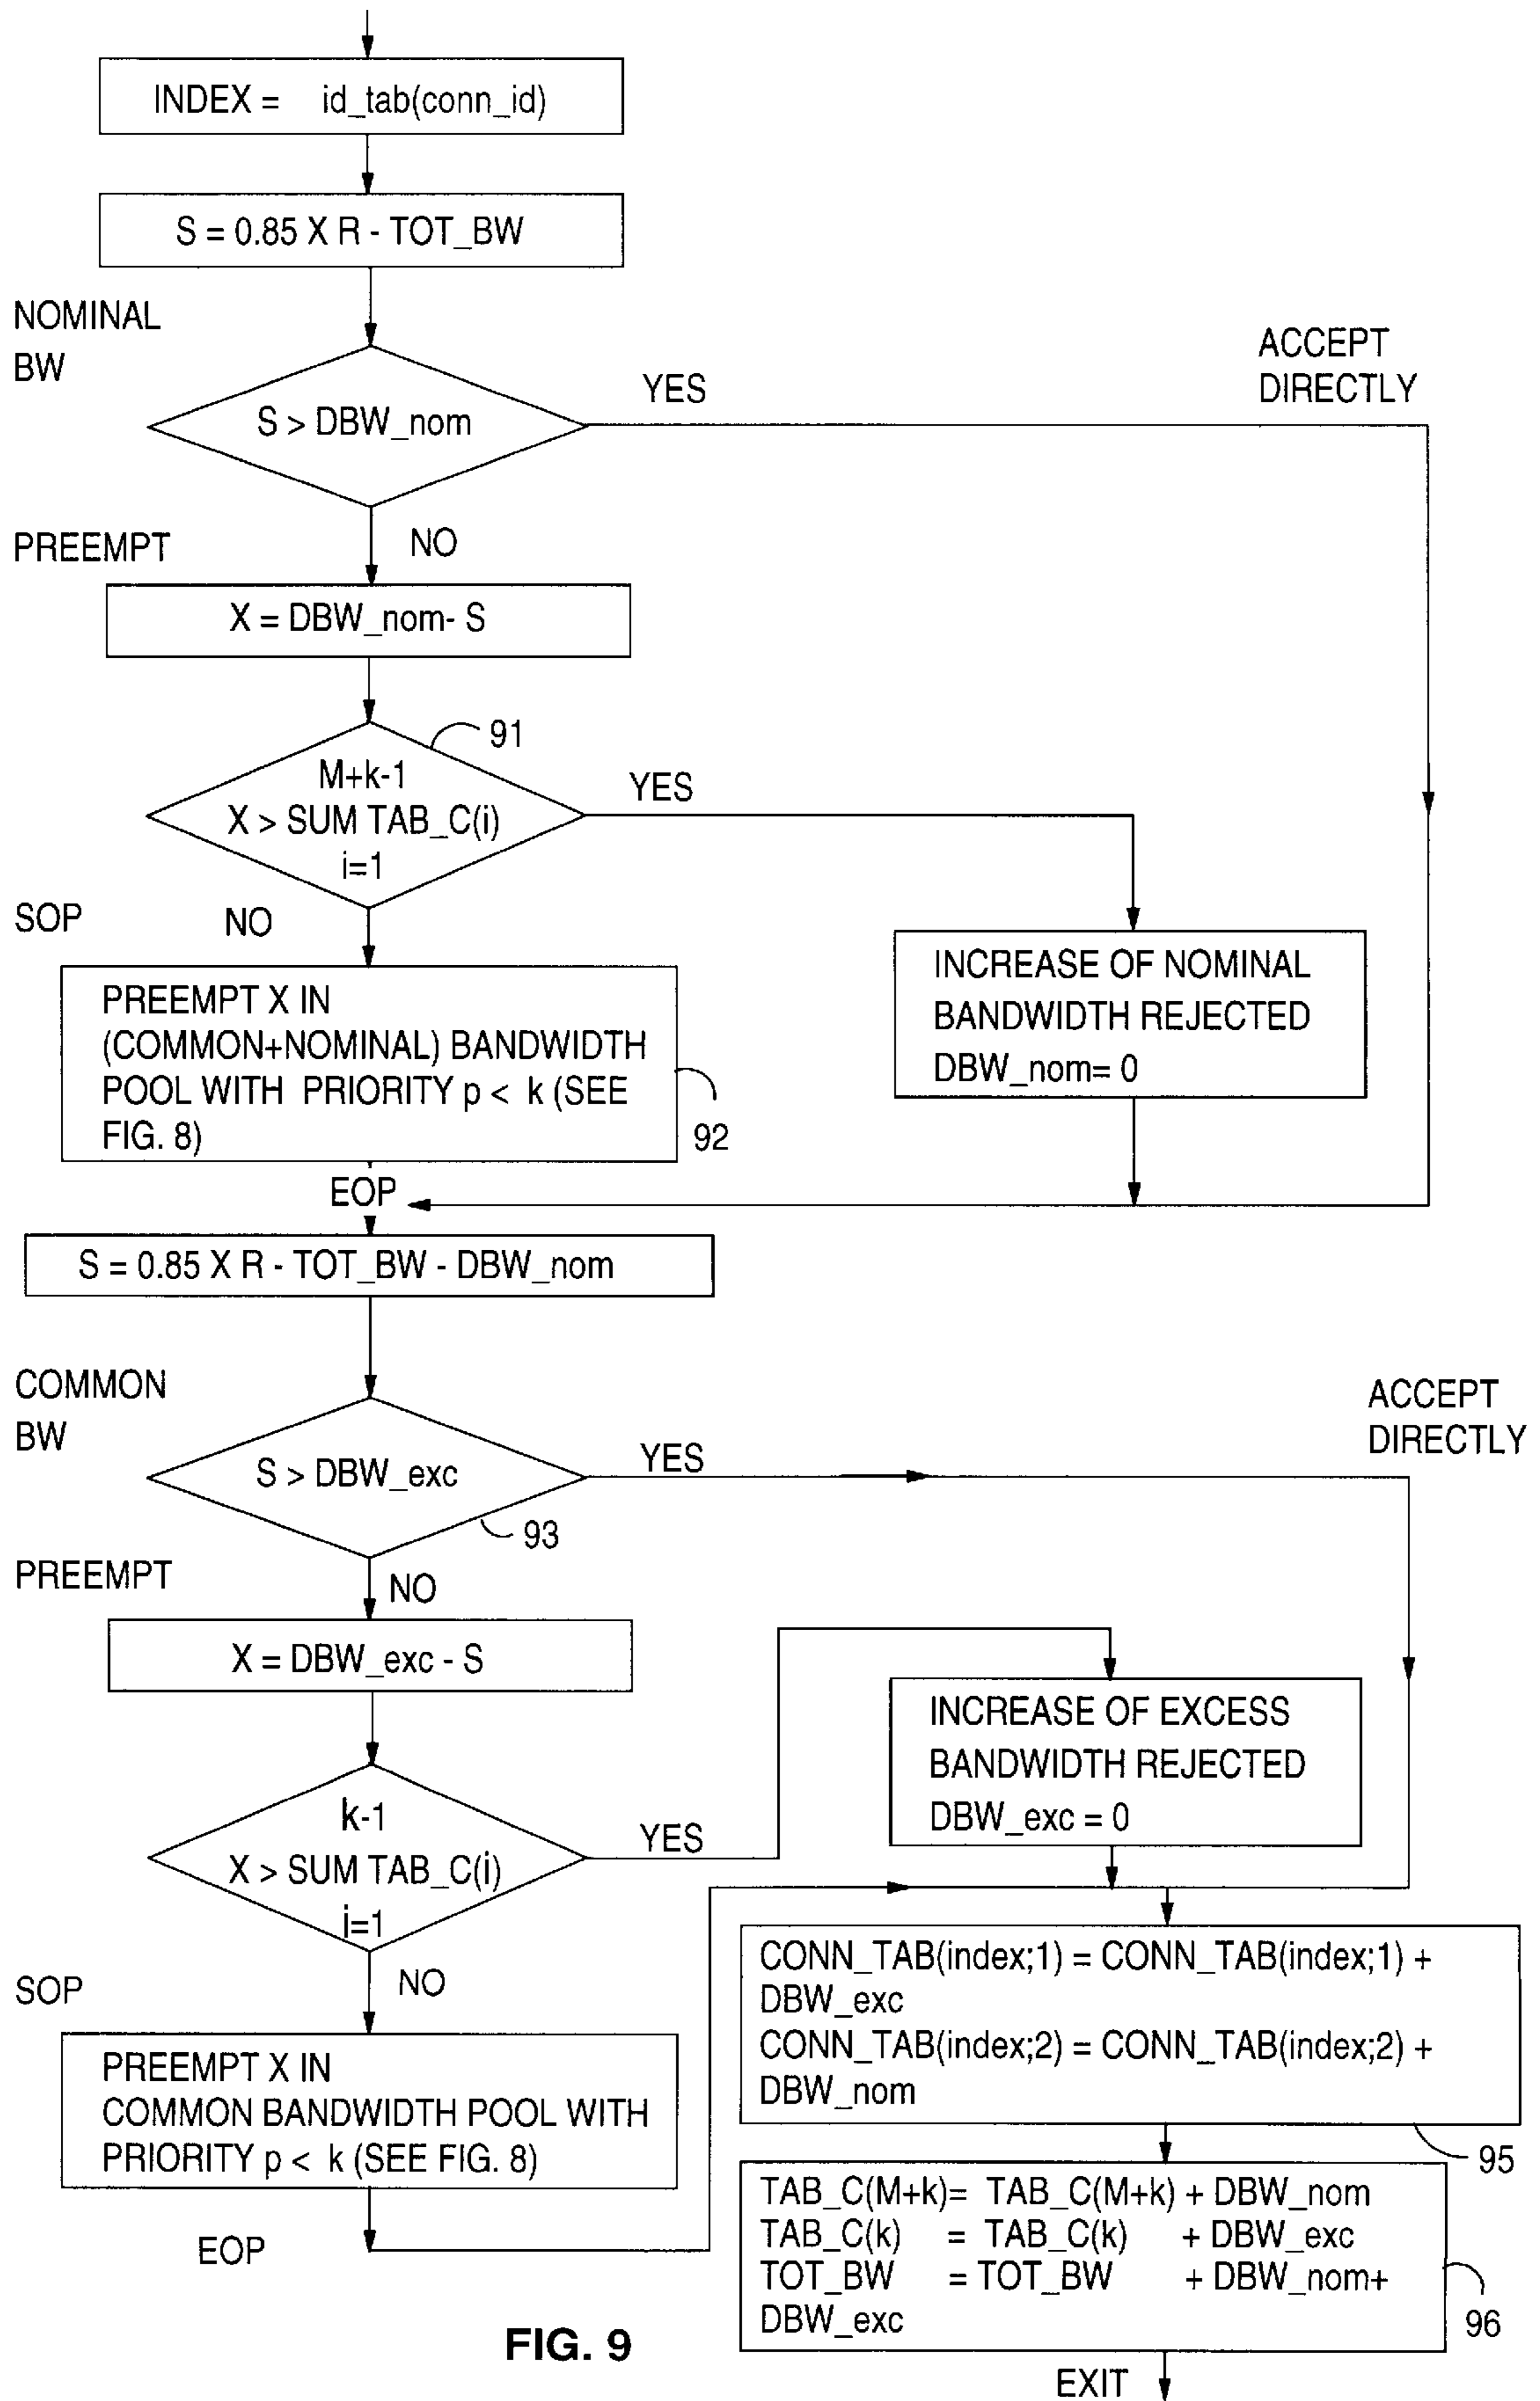 INDEX = id_tab(conn_id)
S = 0.85 X R - TOT_BW
NOMINAL
BW
S > DBW_nom
YES
ACCEPT
DIRECTLY
PREEMPT
NO
X = DBW_nom- S
91
M+k-1
X > SUM TAB_C(i)
i=1
YES
SOP
NO
PREEMPT X IN
(COMMON+NOMINAL) BANDWIDTH
POOL WITH PRIORITY p < k (SEE
FIG. 8)
92
INCREASE OF NOMINAL
BANDWIDTH REJECTED
DBW_nom= 0
EOP
S = 0.85 X R - TOT_BW - DBW_nom
COMMON
BW
S > DBW_exc
YES
93
ACCEPT
DIRECTLY
PREEMPT
NO
X = DBW_exc - S
k-1
X > SUM TAB_C(i)
i=1
YES
INCREASE OF EXCESS
BANDWIDTH REJECTED
DBW_exc = 0
SOP
NO
PREEMPT X IN
COMMON BANDWIDTH POOL WITH
PRIORITY p < k (SEE FIG. 8)
EOP
CONN_TAB(index;1) = CONN_TAB(index;1) +
DBW_exc
CONN_TAB(index;2) = CONN_TAB(index;2) +
DBW_nom
95
TAB_C(M+k)= TAB_C(M+k) + DBW_nom
TAB_C(k) = TAB_C(k) + DBW_exc
TOT_BW = TOT_BW + DBW_nom+
DBW_exc
96
EXIT
FIG. 9